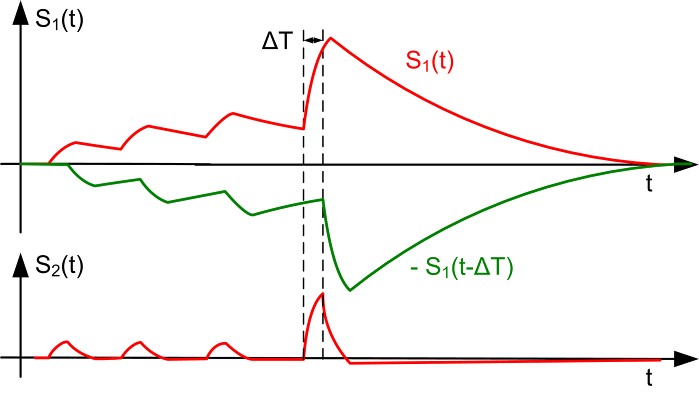 S₁(t)
ΔT
S₁(t)
t
- S₁(t-ΔT)
S₂(t)
t